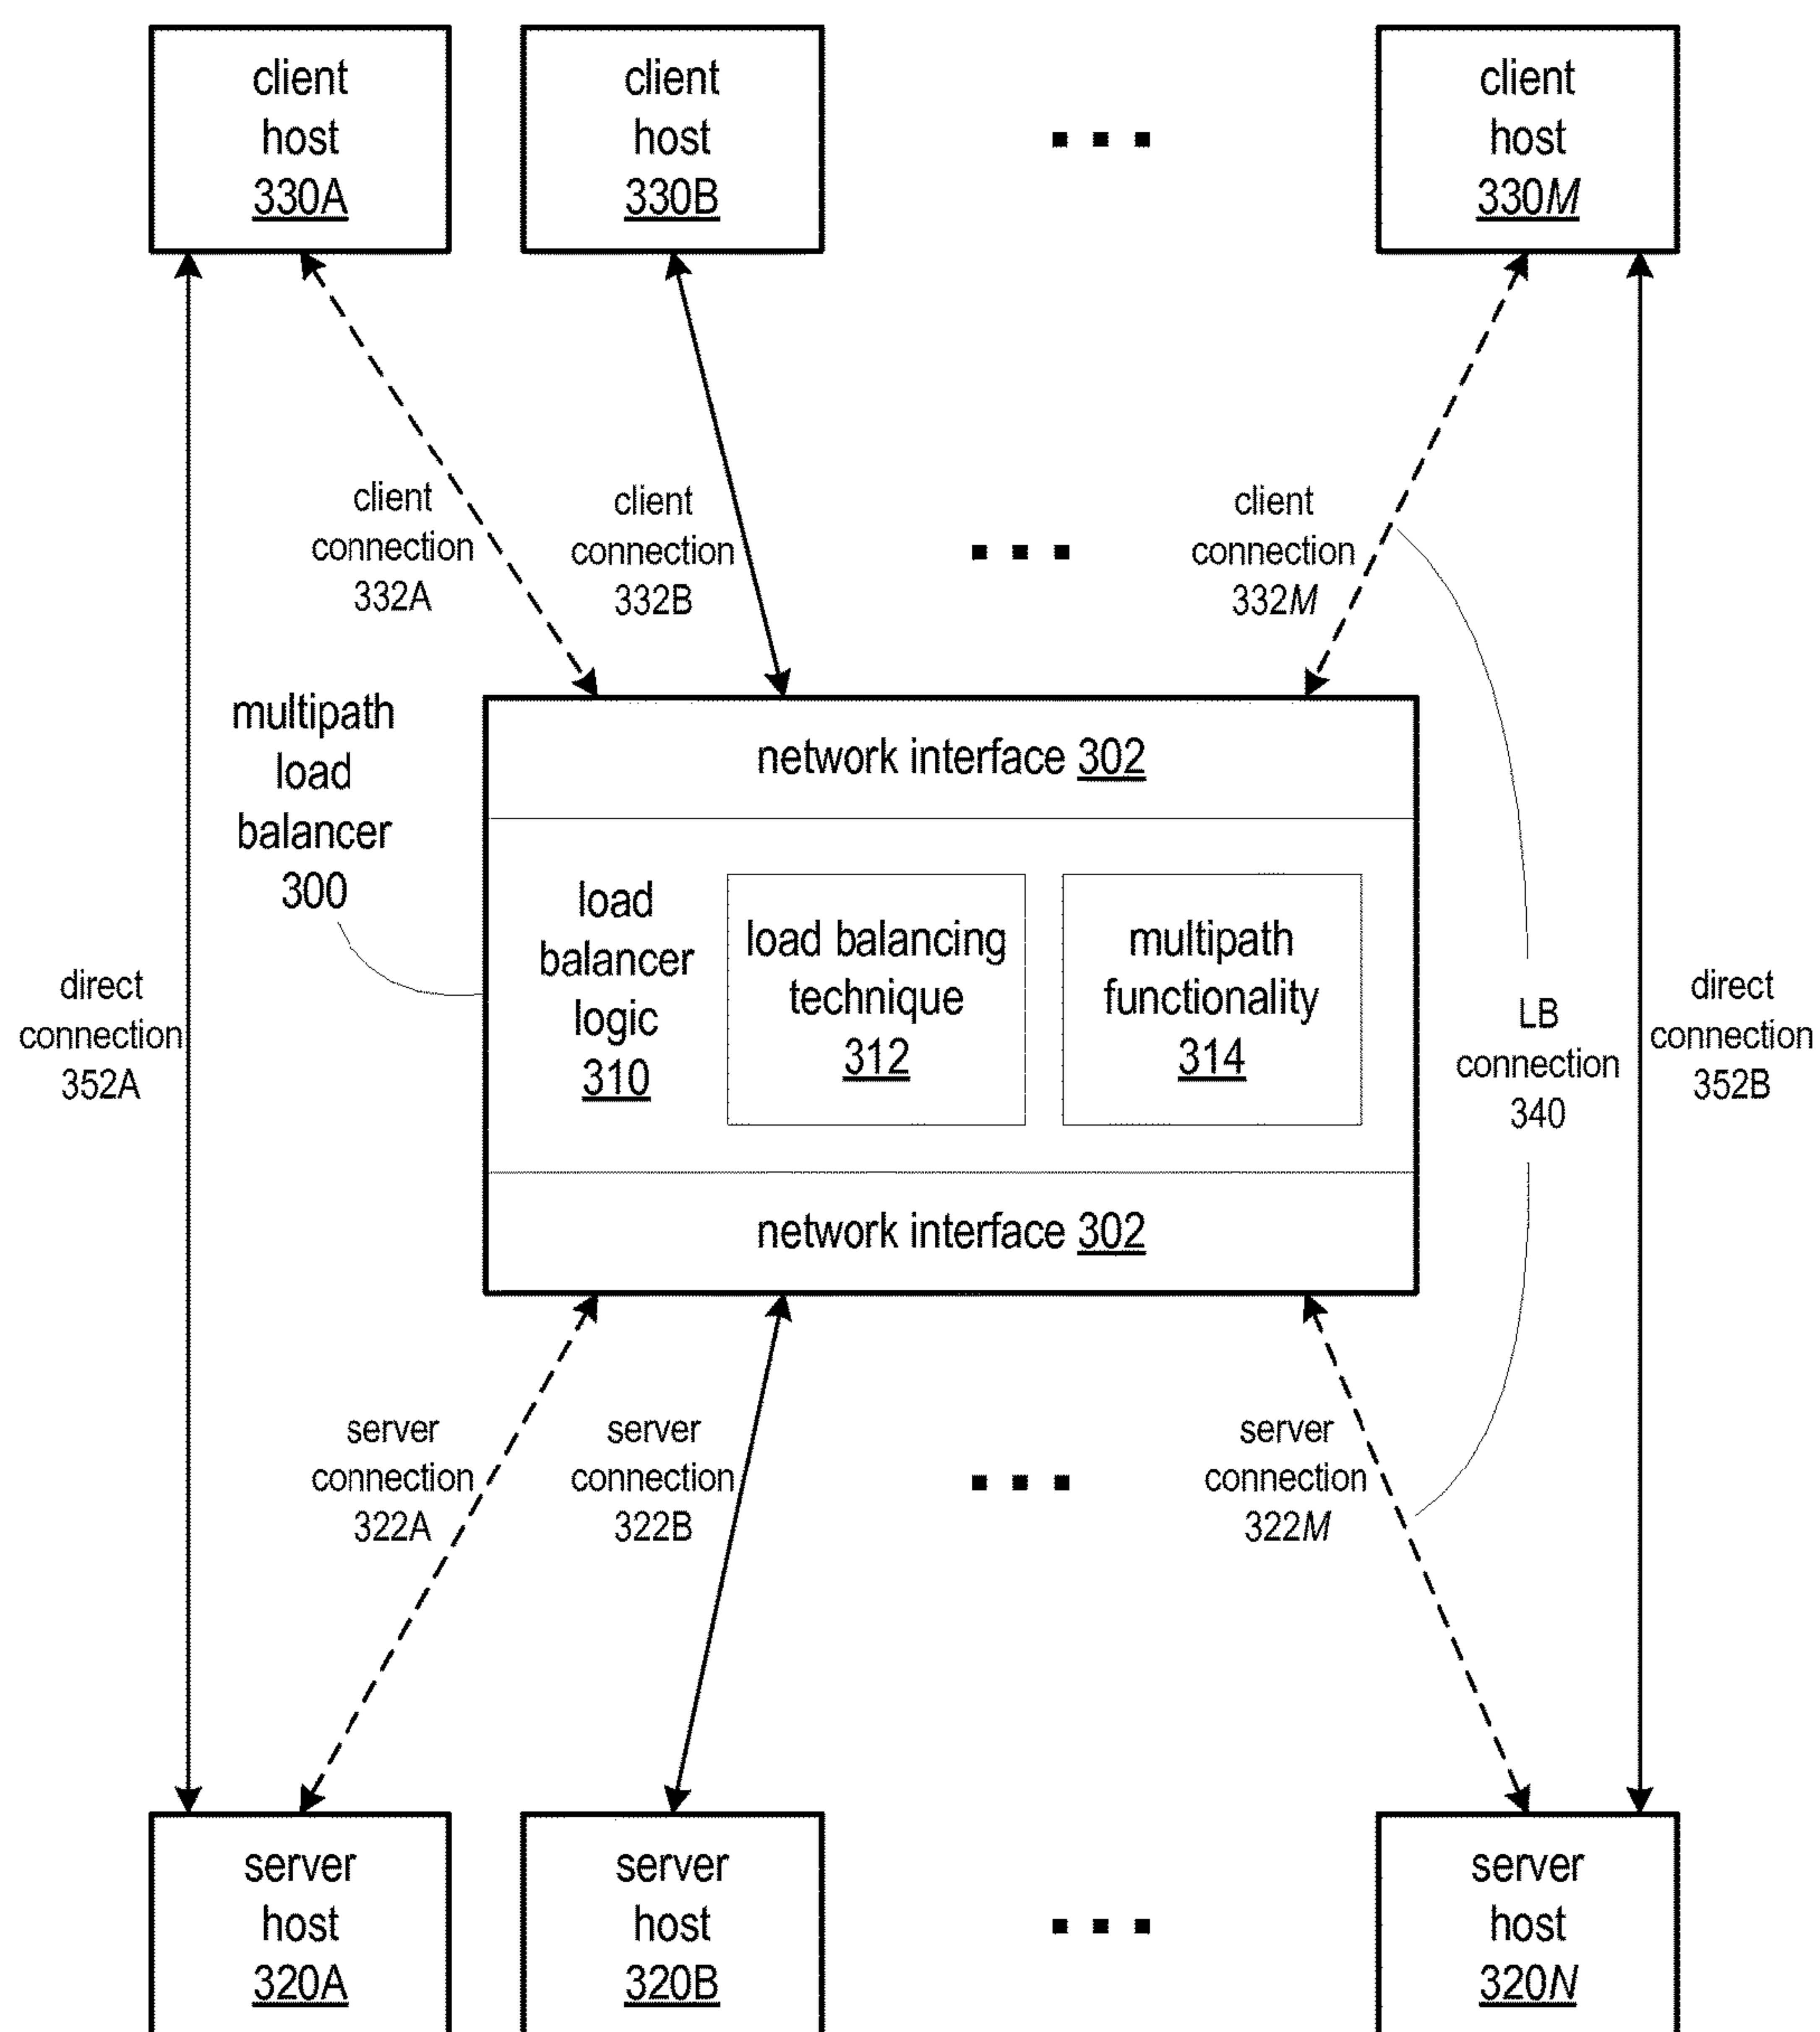 client
host
330A
client
host
330B
client
host
330M
client
connection
332A
client
connection
332B
client
connection
332M
multipath
load
balancer
300
network interface 302
load
balancer
logic
310
load balancing
technique
312
multipath
functionality
314
direct
connection
352A
LB
connection
340
direct
connection
352B
network interface 302
server
connection
322A
server
connection
322B
server
connection
322M
server
host
320A
server
host
320B
server
host
320N